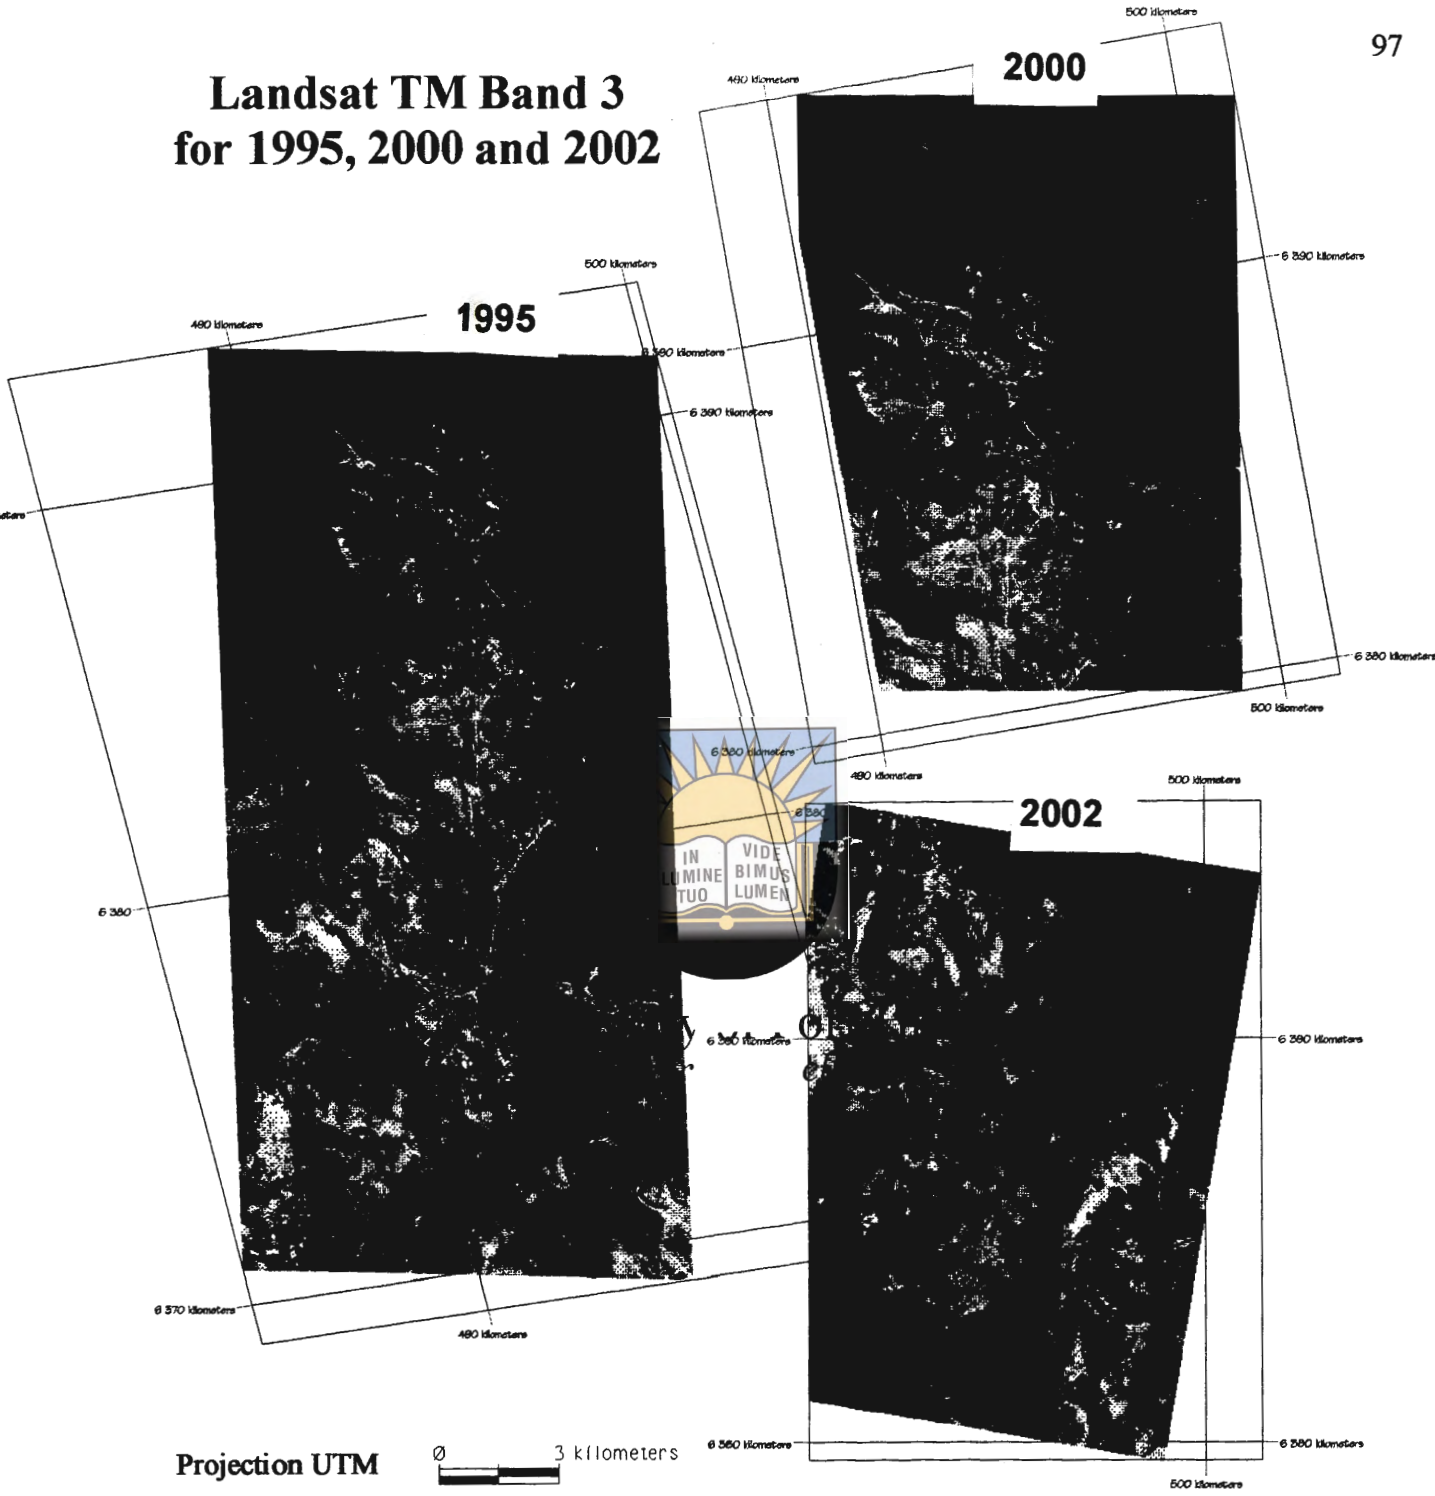 97
Landsat TM Band 3
for 1995, 2000 and 2002
500 kilometers
2000
490 kilometers
6 390 kilometers
500 kilometers
1995
490 kilometers
6 390 kilometers
6 390 kilometers
6 380 kilometers
500 kilometers
6 380 kilometers
490 kilometers
500 kilometers
6 380
2002
IN
LUMINE
TUO
VIDE
BIMUS
LUMEN
6 380
6 380 kilometers
6 380 kilometers
6 370 kilometers
480 kilometers
6 360 kilometers
6 380 kilometers
500 kilometers
Projection UTM
0 3 kilometers